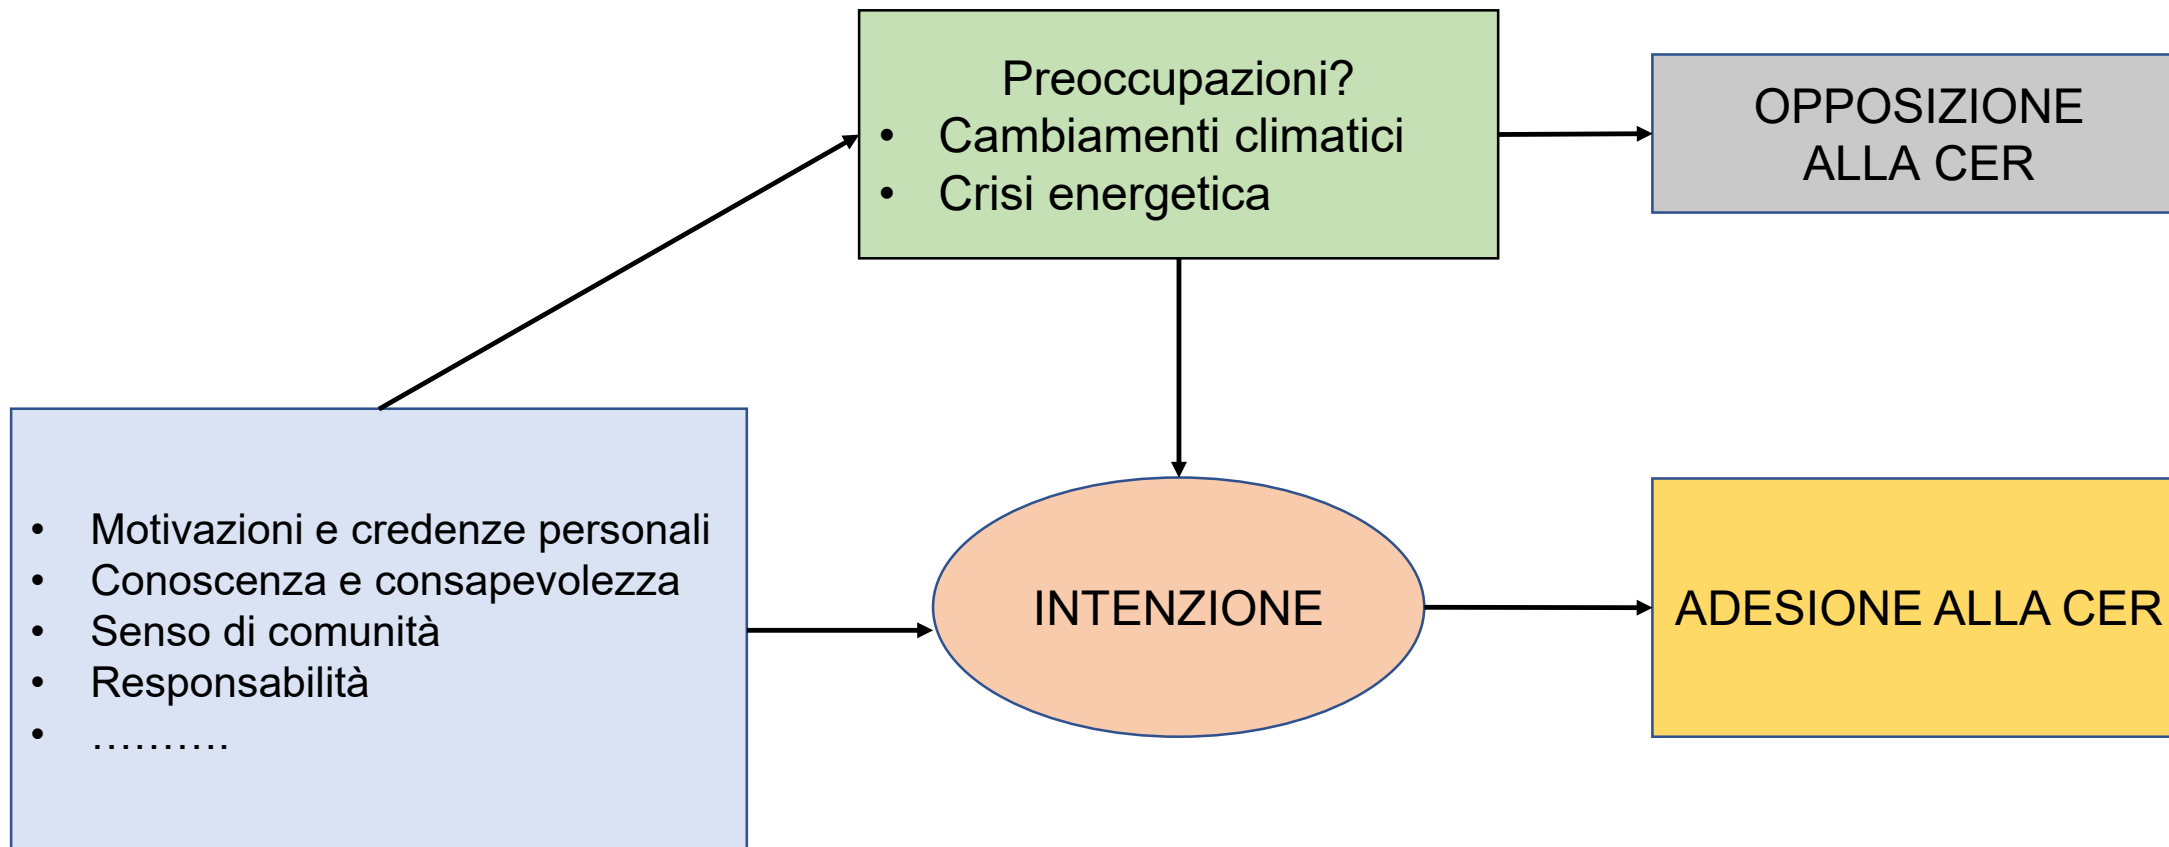 Preoccupazioni?
• Cambiamenti climatici
• Crisi energetica
OPPOSIZIONE
ALLA CER
• Motivazioni e credenze personali
• Conoscenza e consapevolezza
• Senso di comunità
• Responsabilità
• ……….
INTENZIONE
ADESIONE ALLA CER